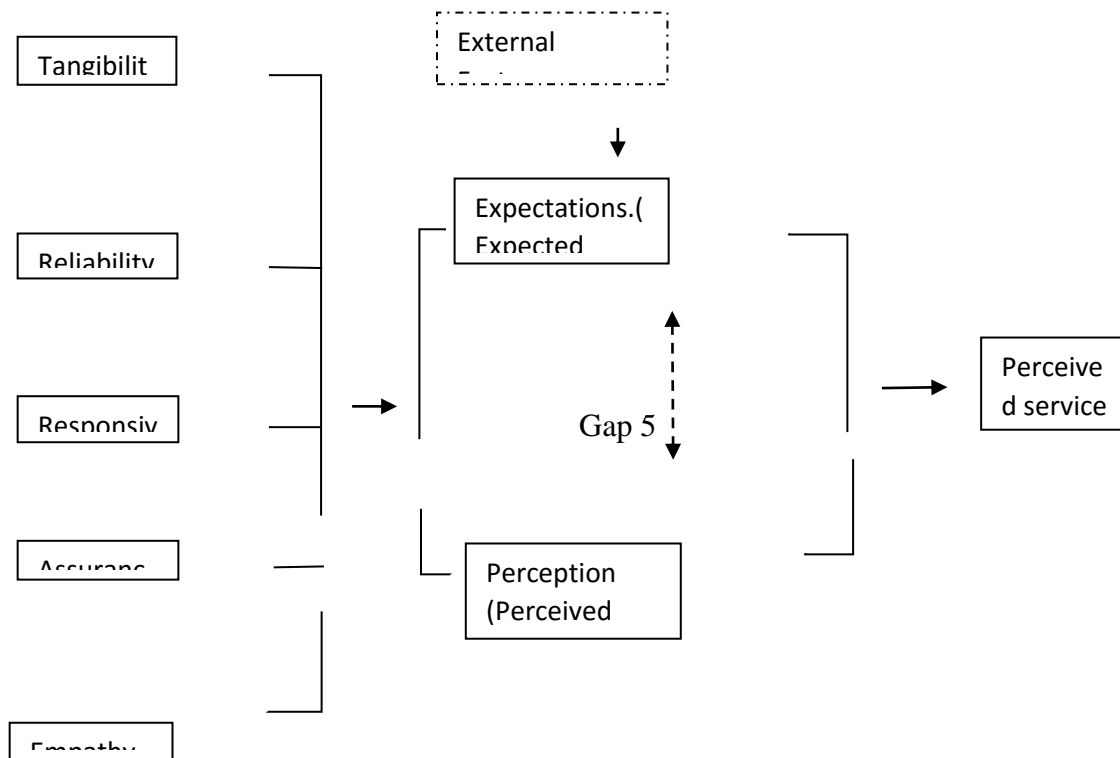 Tangibilit
External
Reliability
Expectations.(
Expected
Responsiv
Gap 5
Perceive
d service
Assuranc
Perception
(Perceived
Empathy